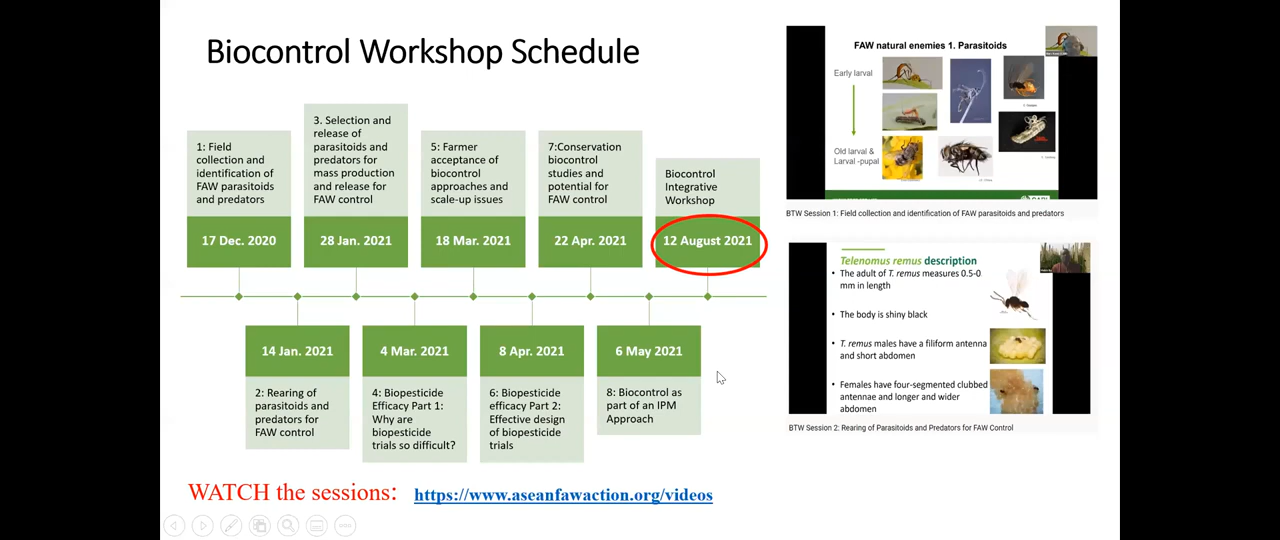 Biocontrol Workshop Schedule
1: Field
collection and
identification of
FAW parasitoids
and predators
17 Dec. 2020
3. Selection and
release of
parasitoids and
predators for
mass production
and release for
FAW control
28 Jan. 2021
5: Farmer
acceptance of
biocontrol
approaches and
scale-up issues
18 Mar. 2021
7:Conservation
biocontrol
studies and
potential for
FAW control
22 Apr. 2021
Biocontrol
Integrative
Workshop
12 August 2021
14 Jan. 2021
2: Rearing of
parasitoids and
predators for
FAW control
4 Mar. 2021
4: Biopesticide
Efficacy Part 1:
Why are
biopesticide
trials so difficult?
8 Apr. 2021
6: Biopesticide
efficacy Part 2:
Effective design
of biopesticide
trials
6 May 2021
8: Biocontrol as
part of an IPM
Approach
WATCH the sessions: https://www.aseanfawaction.org/videos
FAW natural enemies 1. Parasitoids
Early larval
Old larval &
Larval -pupal
BTW Session 1: Field collection and identification of FAW parasitoids and predators
Telenomus remus description
• The adult of T. remus measures 0.5-0
mm in length
• The body is shiny black
• T. remus males have a filiform antenna
and short abdomen
• Females have four-segmented clubbed
antennae and longer and wider
abdomen
BTW Session 2: Rearing of Parasitoids and Predators for FAW Control